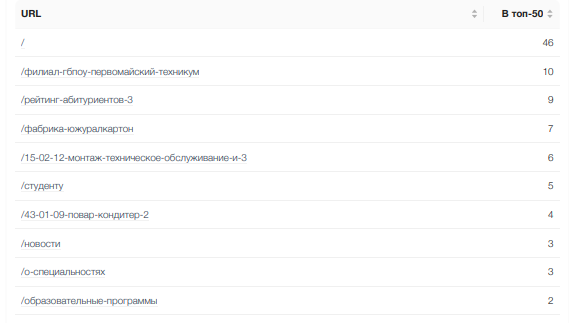 URL В топ-50
/ 46
/филиал-гбпоу-первомайский-техникум 10
/рейтинг-абитуриентов-3 9
/фабрика-южуралкартон 7
/15-02-12-монтаж-техническое-обслуживание-и-3 6
/студенту 5
/43-01-09-повар-кондитер-2 4
/новости 3
/о-специальностях 3
/образовательные-программы 2